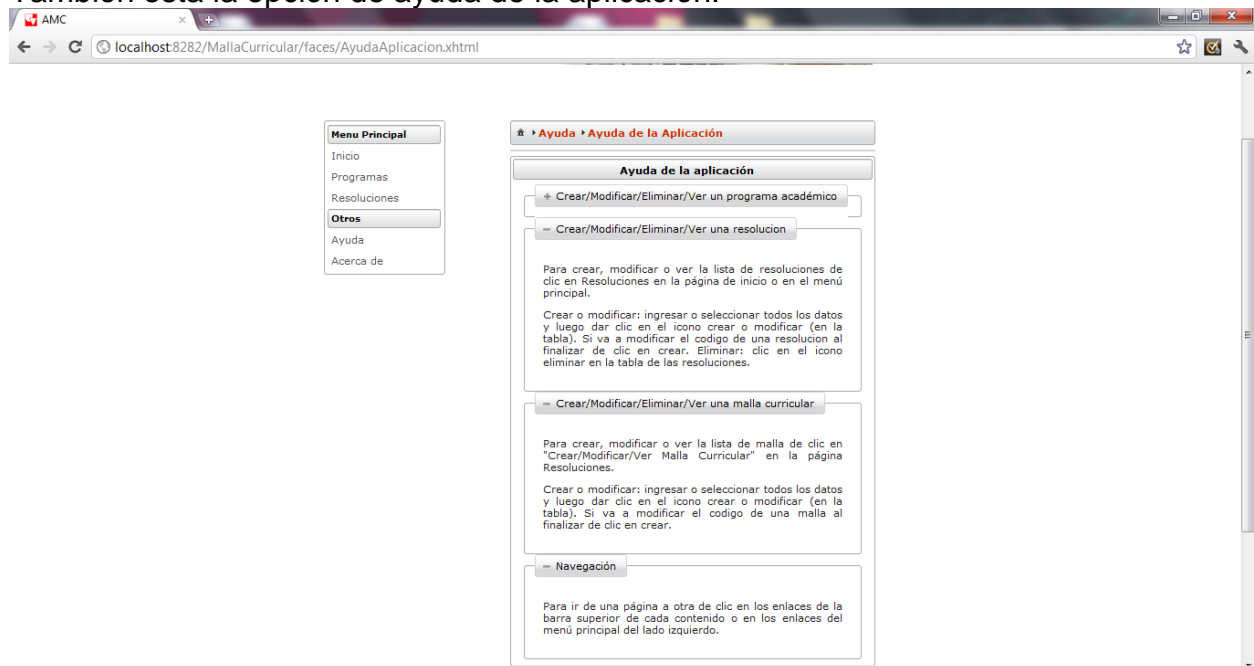 También está la opción de ayuda de la aplicación.
AMC
localhost:8282/MallaCurricular/faces/AyudaAplicacion.xhtml
Menu Principal
Inicio
Programas
Resoluciones
Otros
Ayuda
Acerca de
Ayuda Ayuda de la Aplicación
Ayuda de la aplicación
+ Crear/Modificar/Eliminar/Ver un programa académico
− Crear/Modificar/Eliminar/Ver una resolucion
Para crear, modificar o ver la lista de resoluciones de
clic en Resoluciones en la página de inicio o en el menú
principal.
Crear o modificar: ingresar o seleccionar todos los datos
y luego dar clic en el icono crear o modificar (en la
tabla). Si va a modificar el codigo de una resolucion al
finalizar de clic en crear. Eliminar: clic en el icono
eliminar en la tabla de las resoluciones.
− Crear/Modificar/Eliminar/Ver una malla curricular
Para crear, modificar o ver la lista de malla de clic en
"Crear/Modificar/Ver Malla Curricular" en la página
Resoluciones.
Crear o modificar: ingresar o seleccionar todos los datos
y luego dar clic en el icono crear o modificar (en la
tabla). Si va a modificar el codigo de una malla al
finalizar de clic en crear.
− Navegación
Para ir de una página a otra de clic en los enlaces de la
barra superior de cada contenido o en los enlaces del
menú principal del lado izquierdo.